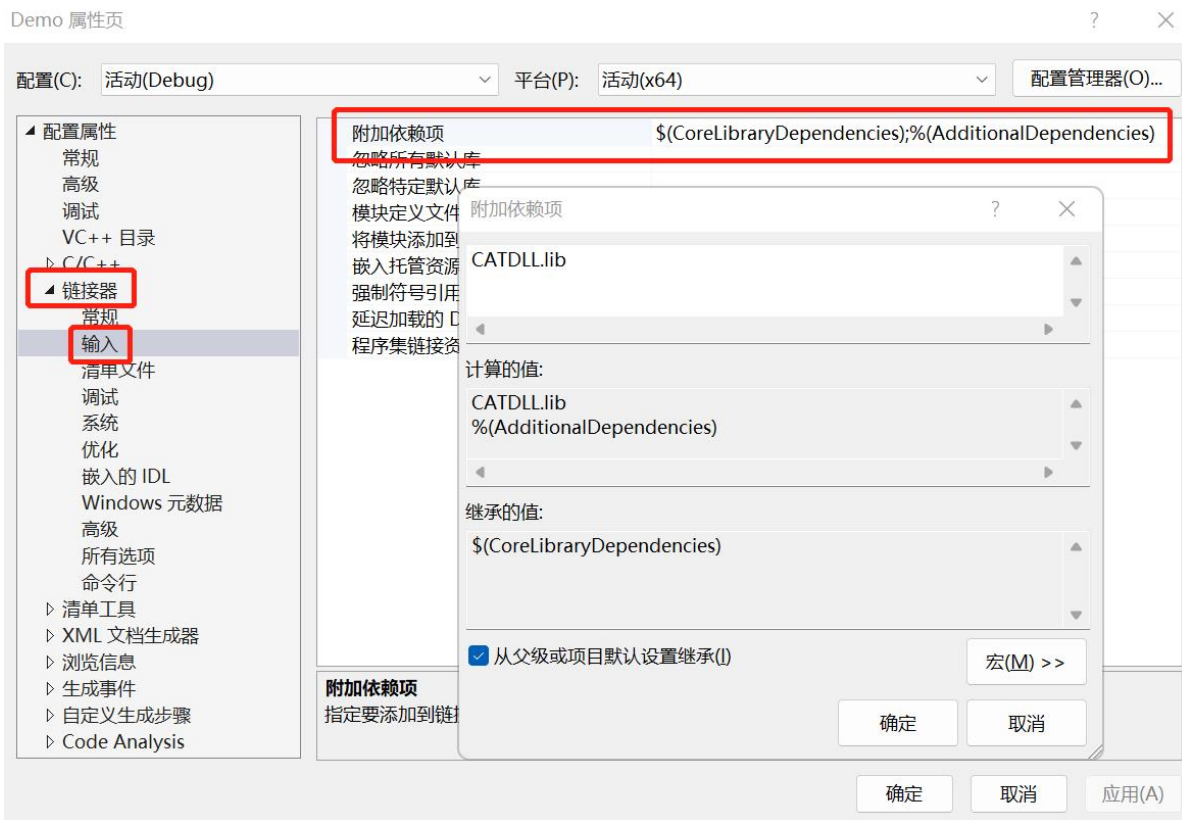 Demo 属性页
配置(C): 活动(Debug) 平台(P): 活动(x64) 配置管理器(O)...
配置属性
常规
高级
调试
VC++ 目录
C/C++
链接器
常规
输入
清单文件
调试
系统
优化
嵌入的 IDL
Windows 元数据
高级
所有选项
命令行
清单工具
XML 文档生成器
浏览信息
生成事件
自定义生成步骤
Code Analysis
附加依赖项 $(CoreLibraryDependencies);%(AdditionalDependencies)
忽略所有默认库
忽略特定默认库
模块定义文件
将模块添加到
嵌入托管资源
强制符号引用
延迟加载的 D
程序集链接资
附加依赖项
CATDLL.lib
计算的值:
CATDLL.lib
%(AdditionalDependencies)
继承的值:
$(CoreLibraryDependencies)
从父级或项目默认设置继承(I)
宏(M) >>
确定 取消
附加依赖项
指定要添加到链接
确定 取消 应用(A)